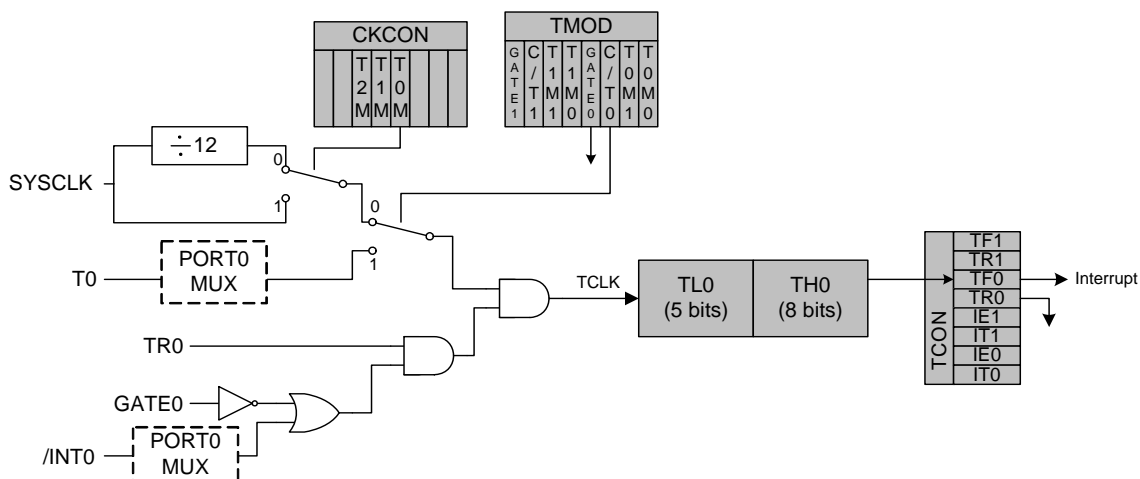 CKCON
T2M
T1M
T0M
TMOD
GATE1
C/T1
T1M1
T1M0
GATE0
C/T0
T0M1
T0M0
÷12
0
SYSCLK
1
0
1
T0
PORT0
MUX
TCLK
TL0
(5 bits)
TH0
(8 bits)
TCON
TF1
TR1
TF0
TR0
IE1
IT1
IE0
IT0
Interrupt
TR0
GATE0
/INT0
PORT0
MUX